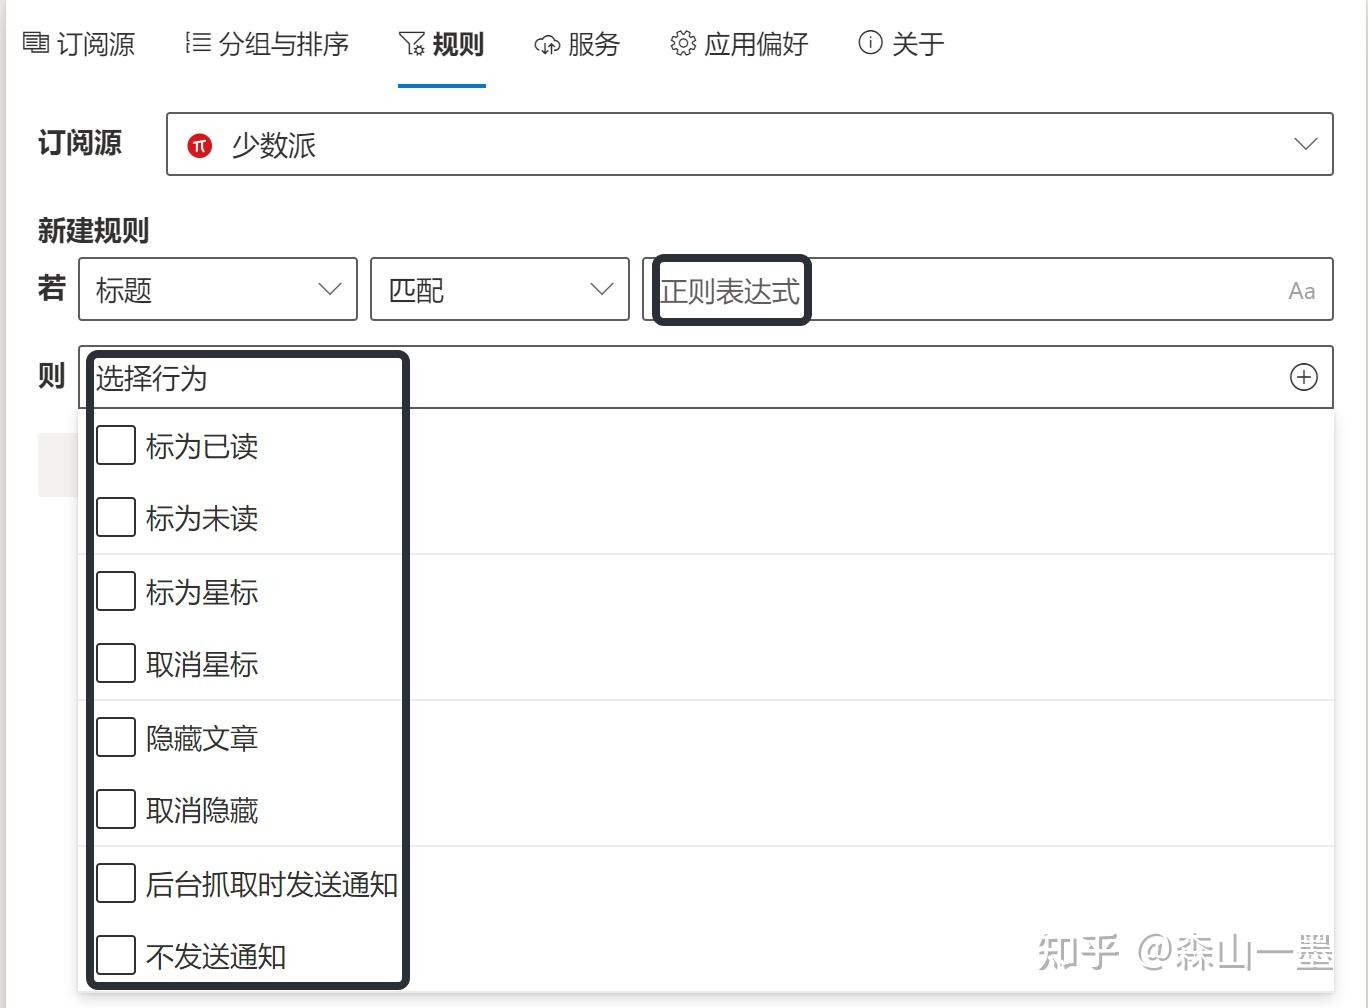 订阅源 分组与排序 规则 服务 应用偏好 关于
订阅源 少数派
新建规则
若 标题 匹配 正则表达式 Aa
则 选择行为
标为已读
标为未读
标为星标
取消星标
隐藏文章
取消隐藏
后台抓取时发送通知
不发送通知
知乎 @森山一墨